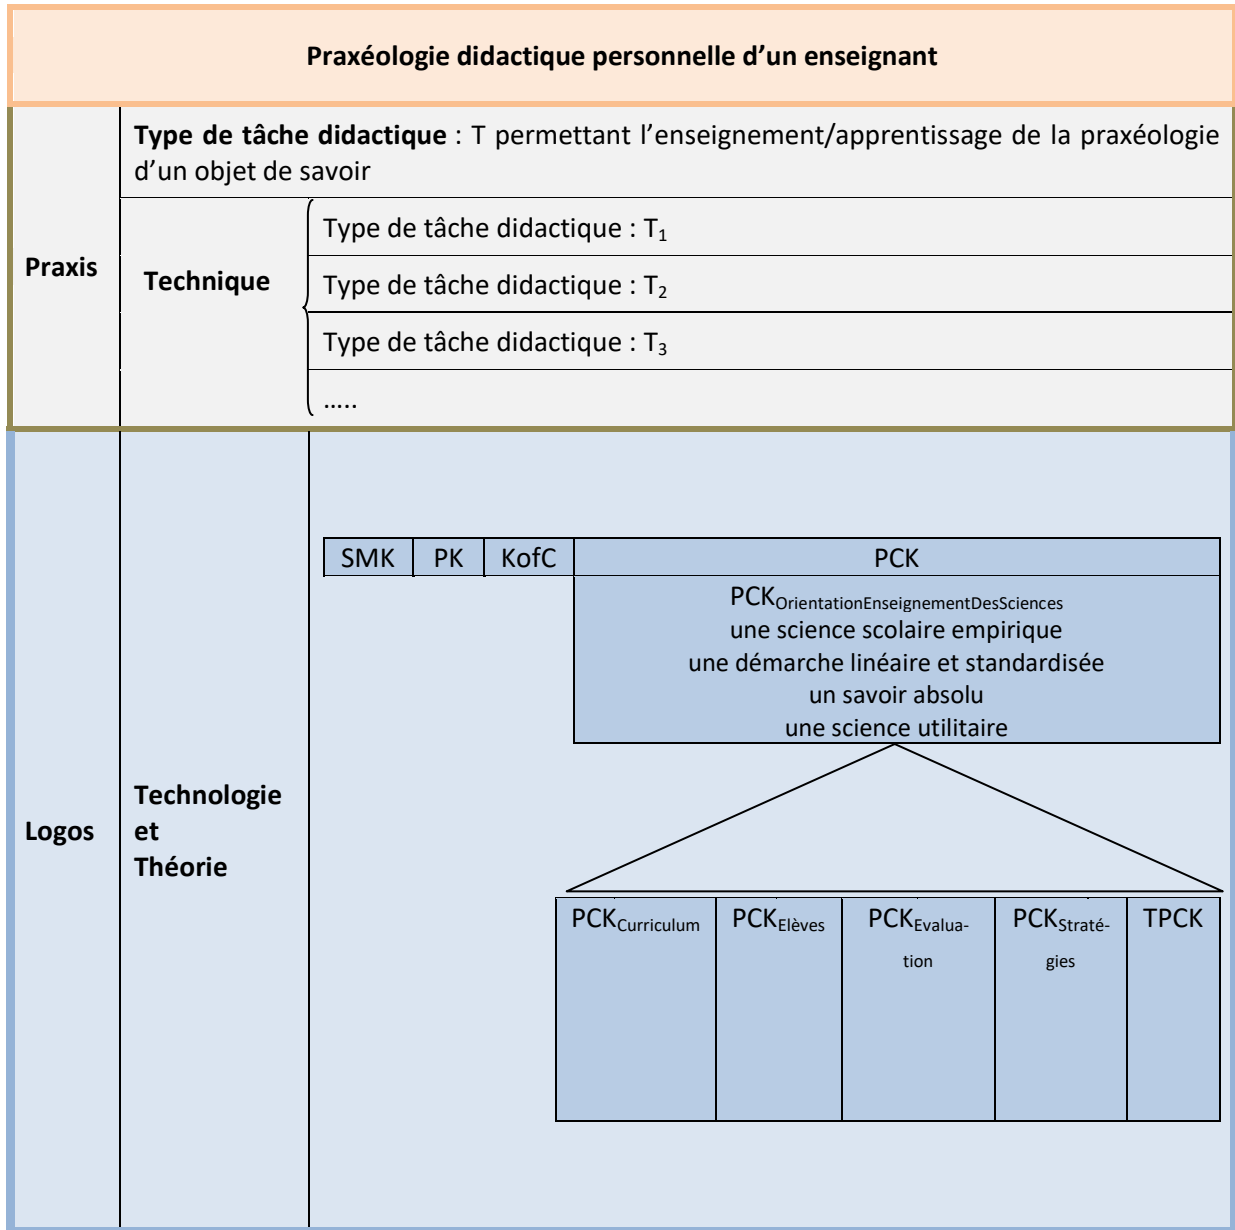 Praxéologie didactique personnelle d’un enseignant
Type de tâche didactique : T permettant l’enseignement/apprentissage de la praxéologie
d’un objet de savoir
Praxis
Technique
Type de tâche didactique : T1
Type de tâche didactique : T2
Type de tâche didactique : T3
…..
Logos
Technologie
et
Théorie
SMK PK KofC PCK
PCKOrientationEnseignementDesSciences
une science scolaire empirique
une démarche linéaire et standardisée
un savoir absolu
une science utilitaire
PCKCurriculum PCKElèves PCKEvalua- PCKStraté- TPCK
tion gies